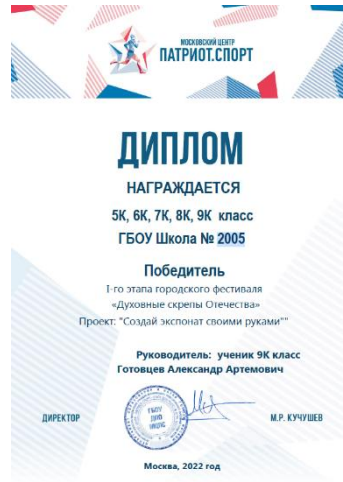 МОСКОВСКИЙ ЦЕНТР
ПАТРИОТ.СПОРТ
ДИПЛОМ
НАГРАЖДАЕТСЯ
5К, 6К, 7К, 8К, 9К класс
ГБОУ Школа № 2005
Победитель
I-го этапа городского фестиваля
«Духовные скрепы Отечества»
Проект: "Создай экспонат своими руками""
Руководитель: ученик 9К класс
Готовцев Александр Артемович
ДИРЕКТОР
М.Р. КУЧУШЕВ
Москва, 2022 год